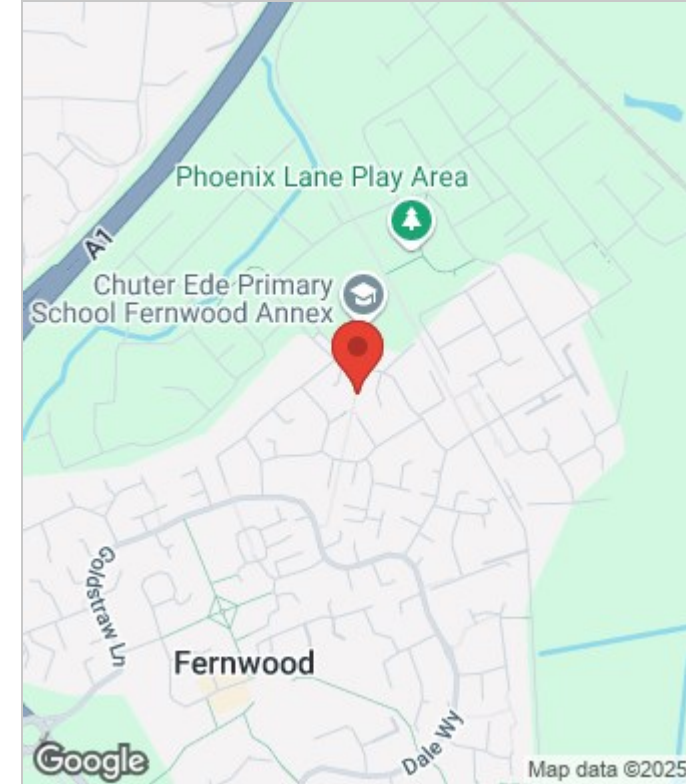 Phoenix Lane Play Area
A1
Chuter Ede Primary
School Fernwood Annex
Goldstraw Ln
Fernwood
Dale Wy
Google
Map data ©2025